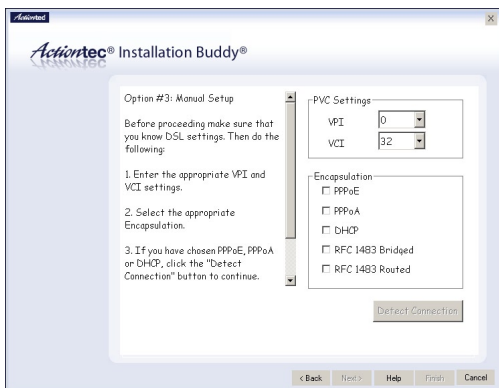 Actiontec
Actiontec® Installation Buddy®
Option #3: Manual Setup
Before proceeding make sure that
you know DSL settings. Then do the
following:
1. Enter the appropriate VPI and
VCI settings.
2. Select the appropriate
Encapsulation.
3. If you have chosen PPPoE, PPPoA
or DHCP, click the "Detect
Connection" button to continue.
PVC Settings
VPI 0
VCI 32
Encapsulation
PPPoE
PPPoA
DHCP
RFC 1483 Bridged
RFC 1483 Routed
Detect Connection
< Back Next > Help Finish Cancel